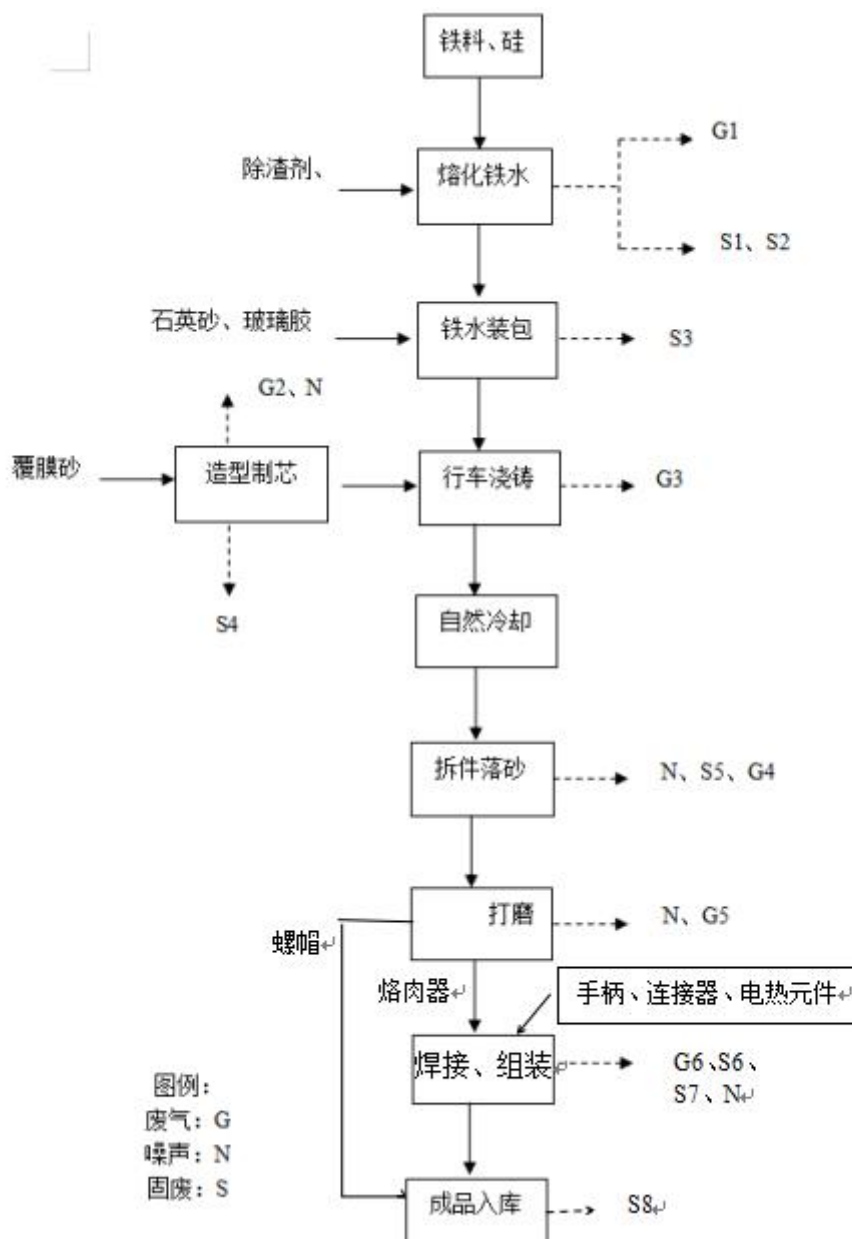 铁料、硅
G1
除渣剂、
熔化铁水
S1、S2
石英砂、玻璃胶
铁水装包
S3
G2、N
覆膜砂
造型制芯
行车浇铸
G3
S4
自然冷却
拆件落砂
N、S5、G4
打磨
N、G5
螺帽
烙肉器
手柄、连接器、电热元件
焊接、组装
G6、S6、
S7、N
图例：
废气：G
噪声：N
固废：S
成品入库
S8